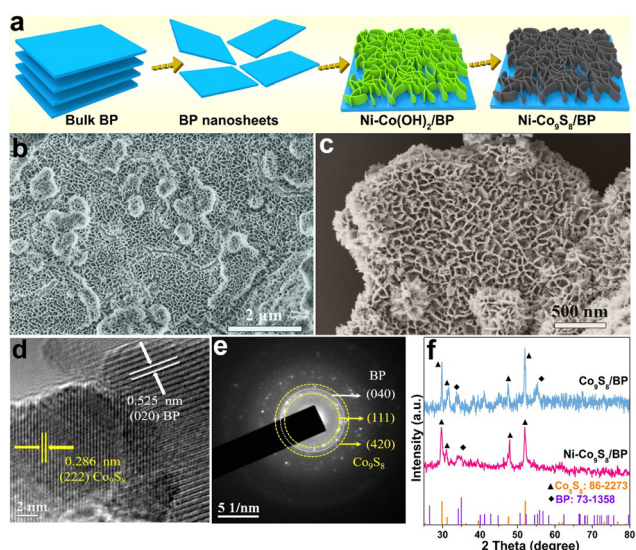 a
Bulk BP
BP nanosheets
Ni-Co(OH)₂/BP
Ni-Co₉S₈/BP
b
2 μm
c
500 nm
d
0.525 nm
(020) BP
0.286 nm
(222) Co₉S₈
2 nm
e
BP
(040)
(111)
(420)
Co₉S₈
5 1/nm
f
Intensity (a.u.)
Co₉S₈/BP
Ni-Co₉S₈/BP
▲ Co₉S₈: 86-2273
◆ BP: 73-1358
30 40 50 60 70 80
2 Theta (degree)